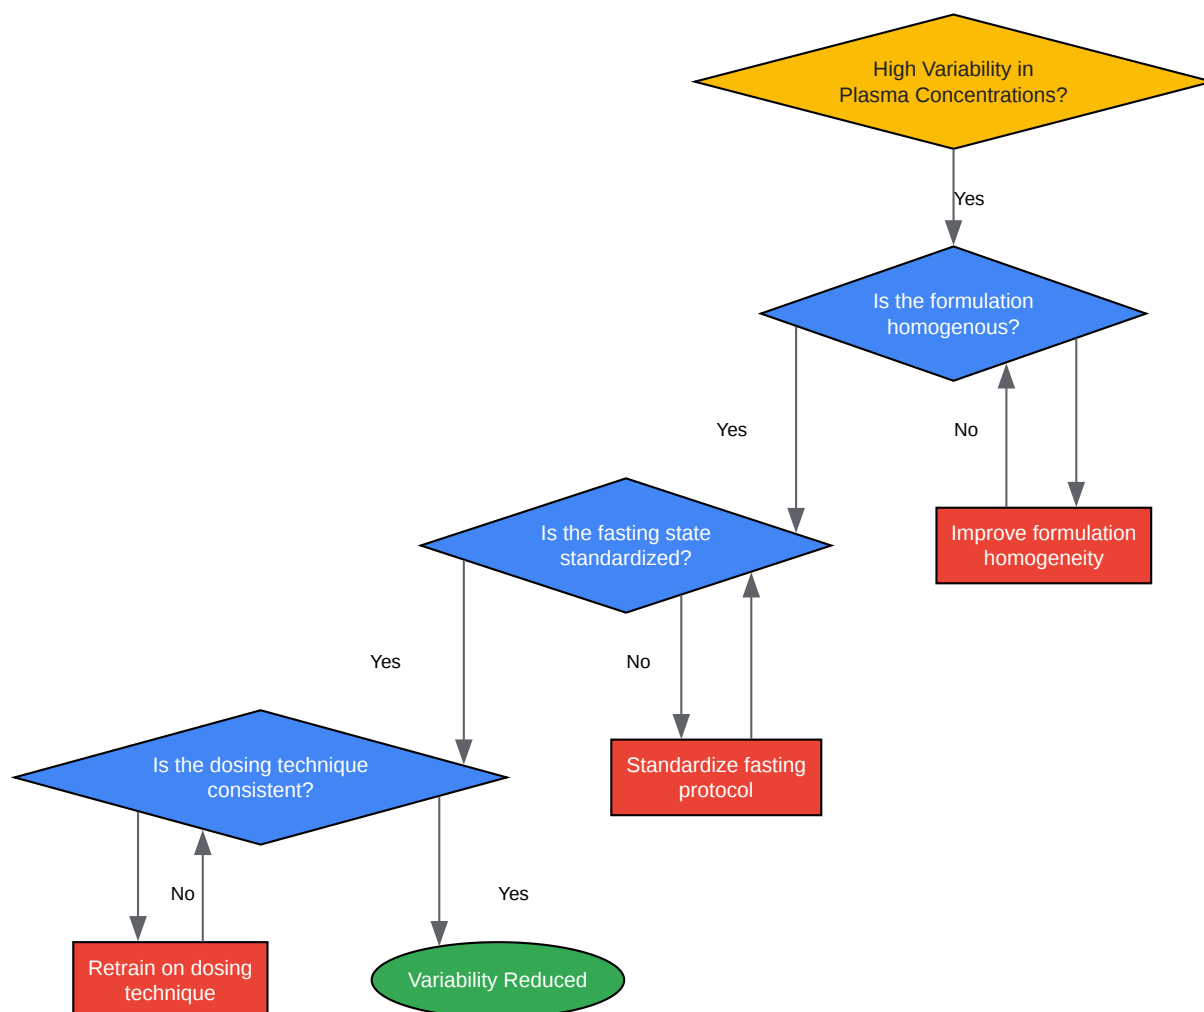 High Variability in
Plasma Concentrations?
Yes
Is the formulation
homogenous?
Yes
No
Is the fasting state
standardized?
Improve formulation
homogeneity
Yes
No
Is the dosing technique
consistent?
Standardize fasting
protocol
No
Yes
Retrain on dosing
technique
Variability Reduced